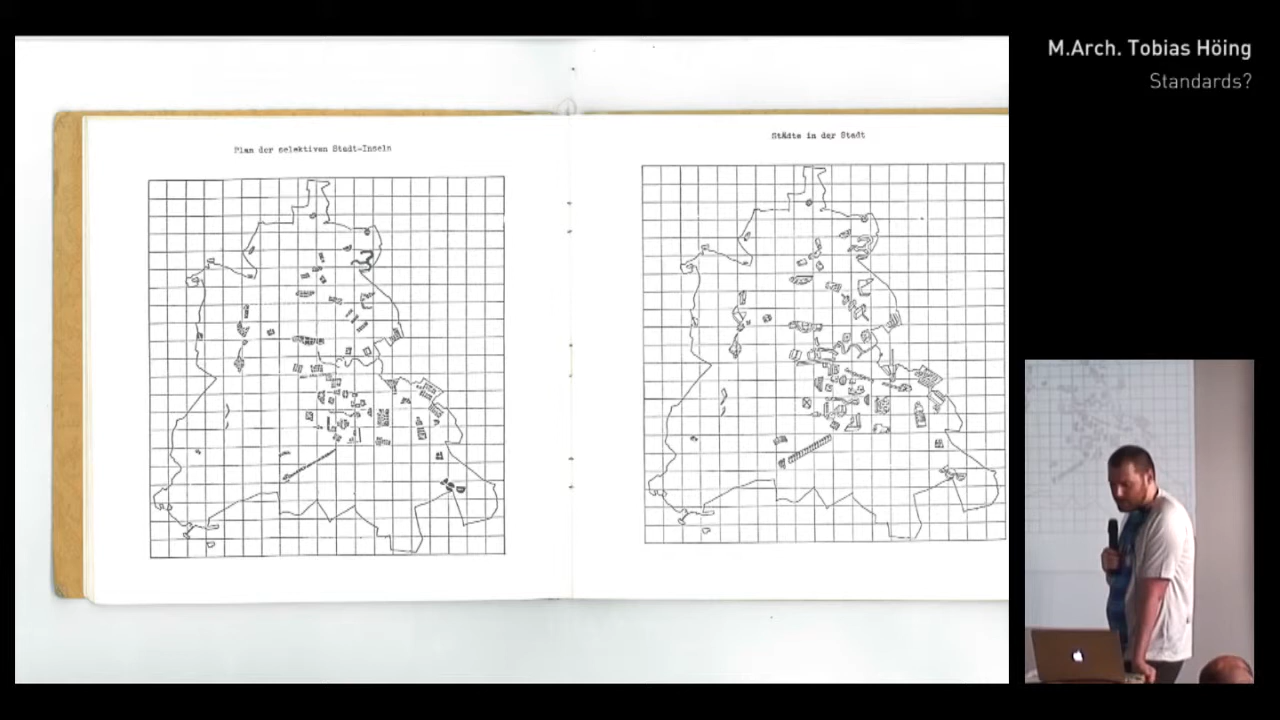 M.Arch. Tobias Höing
Standards?
Plan der selektiven Stadt-Inseln
Städte in der Stadt